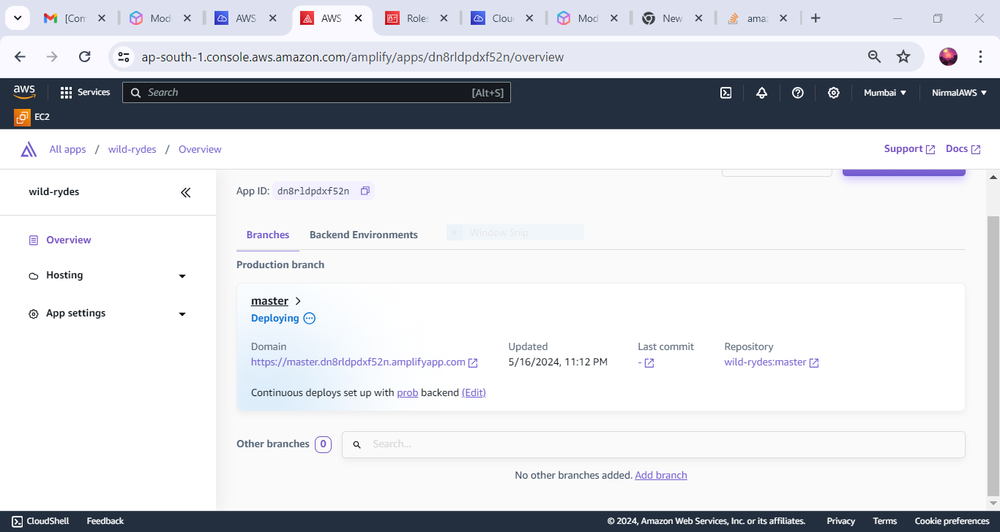 [Com
Mod
AWS
AWS
Roles
Clou
Mod
New
ama
ap-south-1.console.aws.amazon.com/amplify/apps/dn8rldpdxf52n/overview
aws
Services
Search
[Alt+S]
Mumbai
NirmalAWS
EC2
All apps / wild-rydes / Overview
Support
Docs
wild-rydes
Overview
Hosting
App settings
App ID: dn8rldpdxf52n
Branches
Backend Environments
Window Snip
Production branch
master
Deploying
Domain
Updated
Last commit
Repository
https://master.dn8rldpdxf52n.amplifyapp.com
5/16/2024, 11:12 PM
-
wild-rydes:master
Continuous deploys set up with prob backend (Edit)
Other branches 0
Search...
No other branches added. Add branch
CloudShell
Feedback
© 2024, Amazon Web Services, Inc. or its affiliates.
Privacy
Terms
Cookie preferences